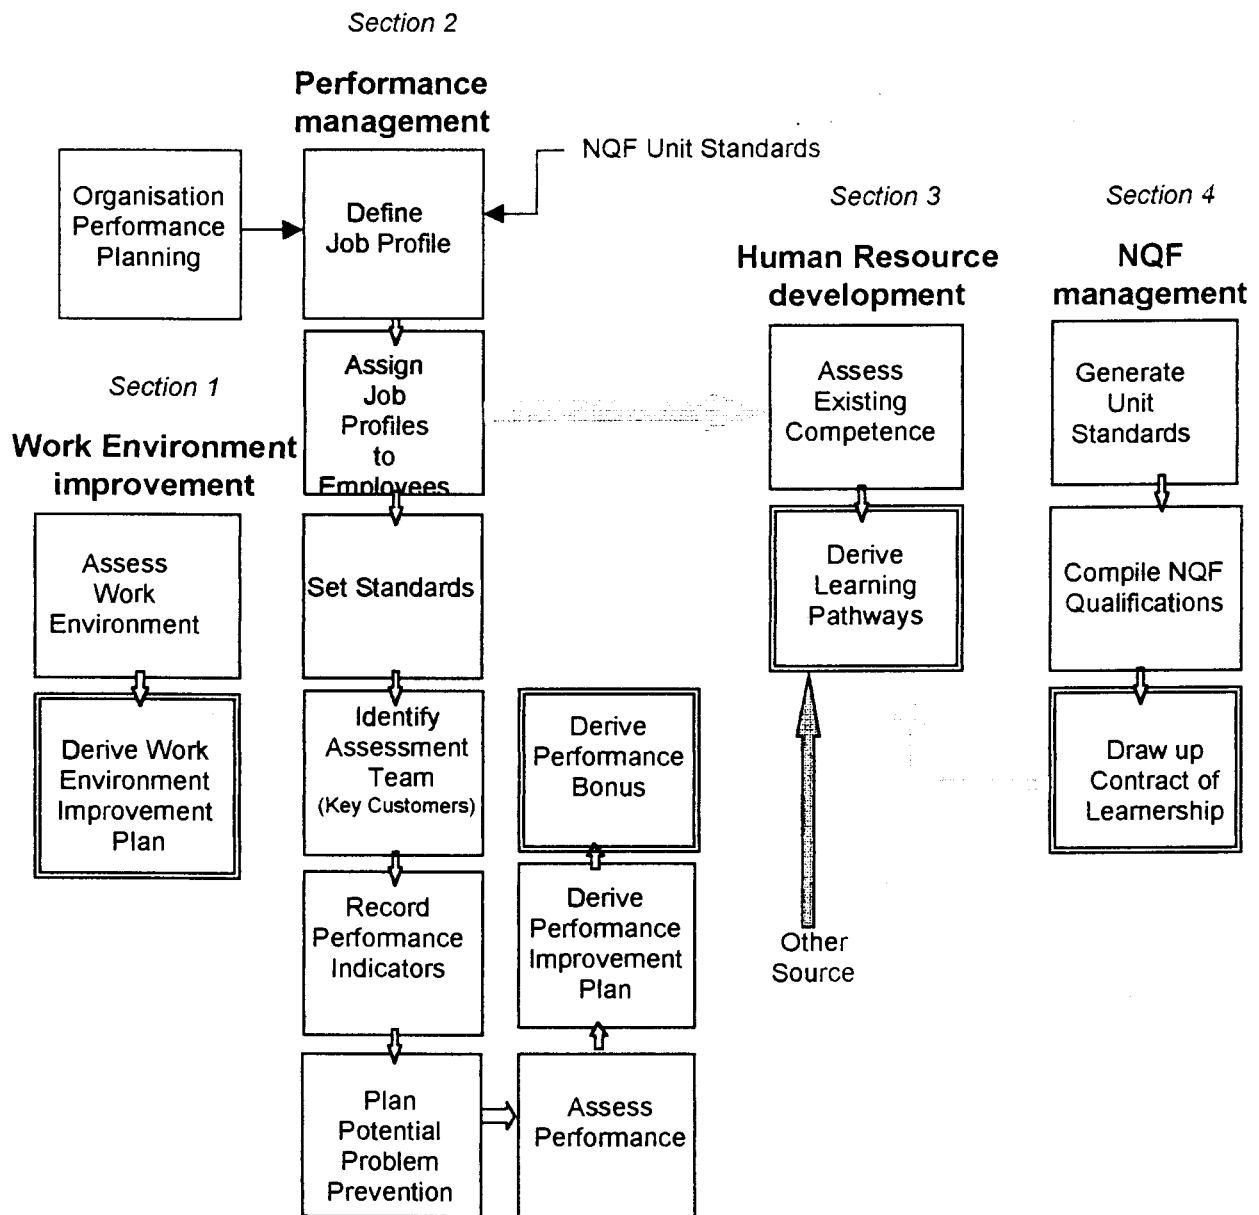 Section 2
Performance
management
NQF Unit Standards
Organisation
Performance
Planning
Define
Job Profile
Section 3
Section 4
Human Resource
development
NQF
management
Section 1
Work Environment
improvement
Assign
Job
Profiles
to
Employees
Assess
Existing
Competence
Generate
Unit
Standards
Assess
Work
Environment
Set Standards
Derive
Learning
Pathways
Compile NQF
Qualifications
Derive Work
Environment
Improvement
Plan
Identify
Assessment
Team
(Key Customers)
Derive
Performance
Bonus
Draw up
Contract of
Learnership
Record
Performance
Indicators
Derive
Performance
Improvement
Plan
Other
Source
Plan
Potential
Problem
Prevention
Assess
Performance